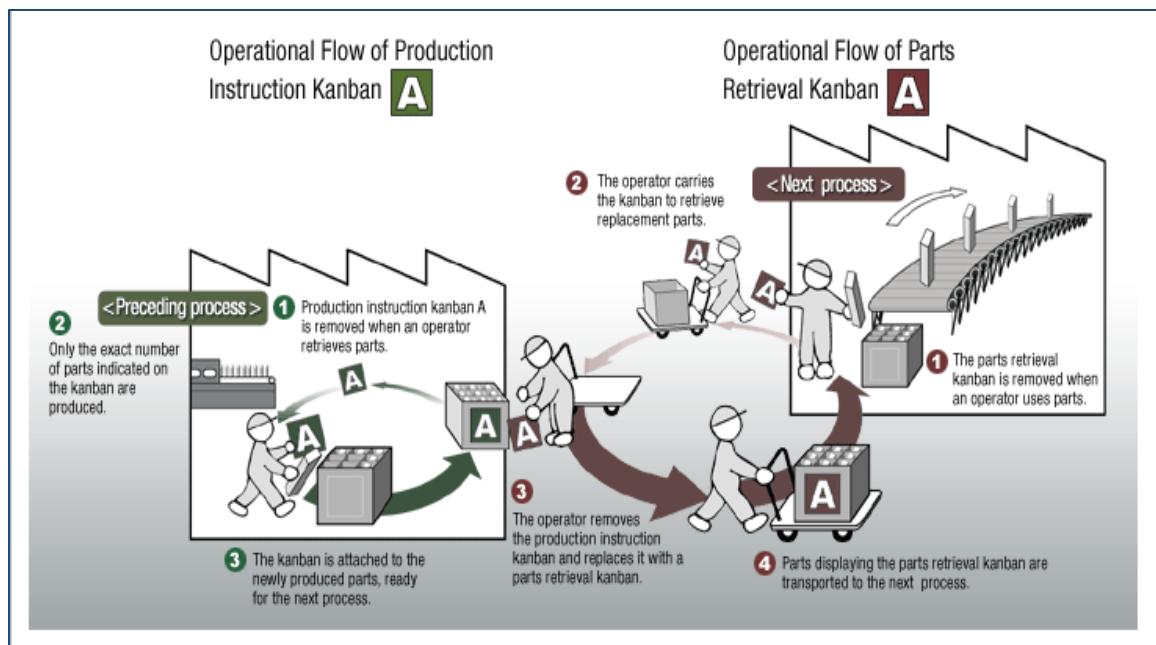 Operational Flow of Production
Instruction Kanban A
Operational Flow of Parts
Retrieval Kanban A
<Next process>
2 The operator carries
the kanban to retrieve
replacement parts.
A
A
1 The parts retrieval
kanban is removed when
an operator uses parts.
<Preceding process>
1 Production instruction kanban A
is removed when an operator
retrieves parts.
2
Only the exact number
of parts indicated on
the kanban are
produced.
A
A
A
A
3
The operator removes
the production instruction
kanban and replaces it with a
parts retrieval kanban.
A
3 The kanban is attached to the
newly produced parts, ready
for the next process.
4 Parts displaying the parts retrieval kanban are
transported to the next process.